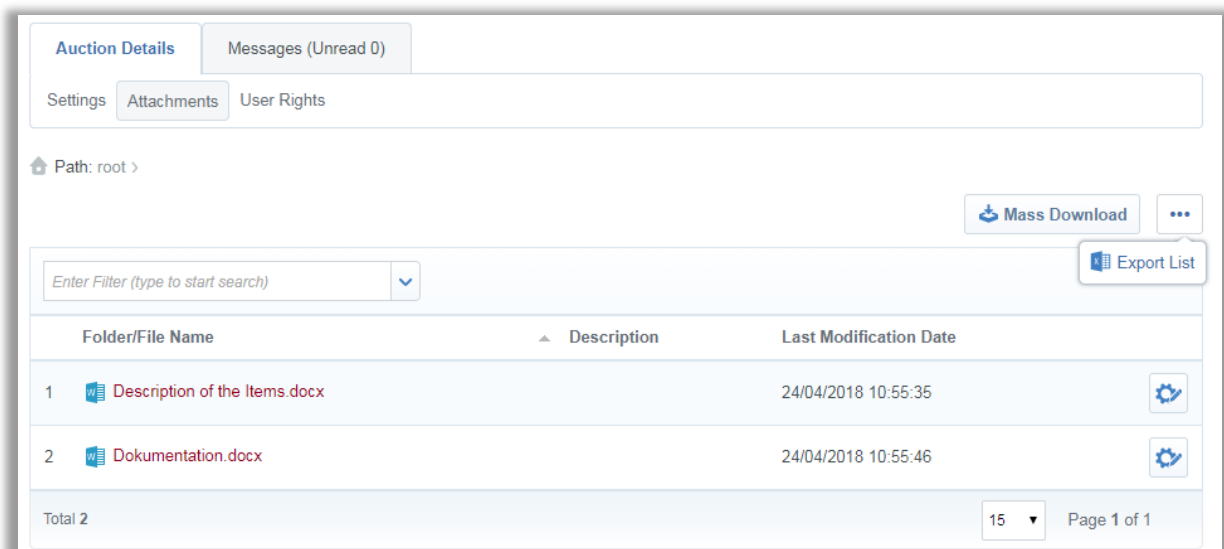 Auction Details Messages (Unread 0)
Settings Attachments User Rights
Path: root >
Mass Download •••
Export List
Enter Filter (type to start search)
Folder/File Name Description Last Modification Date
1 Description of the Items.docx 24/04/2018 10:55:35
2 Dokumentation.docx 24/04/2018 10:55:46
Total 2 15 Page 1 of 1